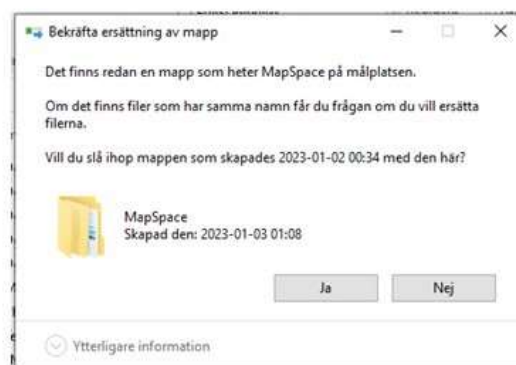 Bekräfta ersättning av mapp
Det finns redan en mapp som heter MapSpace på målplatsen.
Om det finns filer som har samma namn får du frågan om du vill ersätta
filerna.
Vill du slå ihop mappen som skapades 2023-01-02 00:34 med den här?
MapSpace
Skapad den: 2023-01-03 01:08
Ja
Nej
Ytterligare information